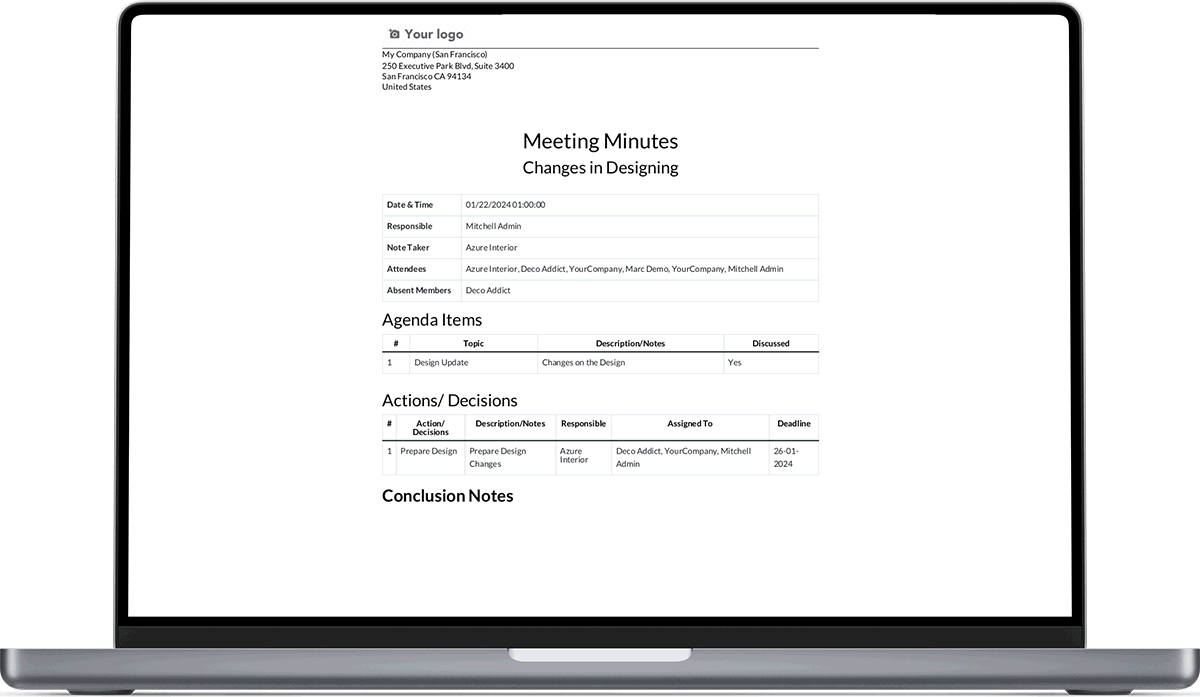 Your logo
My Company (San Francisco)
250 Executive Park Blvd, Suite 3400
San Francisco CA 94134
United States
Meeting Minutes
Changes in Designing
Date & Time 01/22/2024 01:00:00
Responsible Mitchell Admin
Note Taker Azure Interior
Attendees Azure Interior, Deco Addict, YourCompany, Marc Demo, YourCompany, Mitchell Admin
Absent Members Deco Addict
Agenda Items
# Topic Description/Notes Discussed
1 Design Update Changes on the Design Yes
Actions/ Decisions
# Action/ Description/Notes Responsible Assigned To Deadline
Decisions
1 Prepare Design Prepare Design Azure Deco Addict, YourCompany, Mitchell 26-01-
Changes Interior Admin 2024
Conclusion Notes